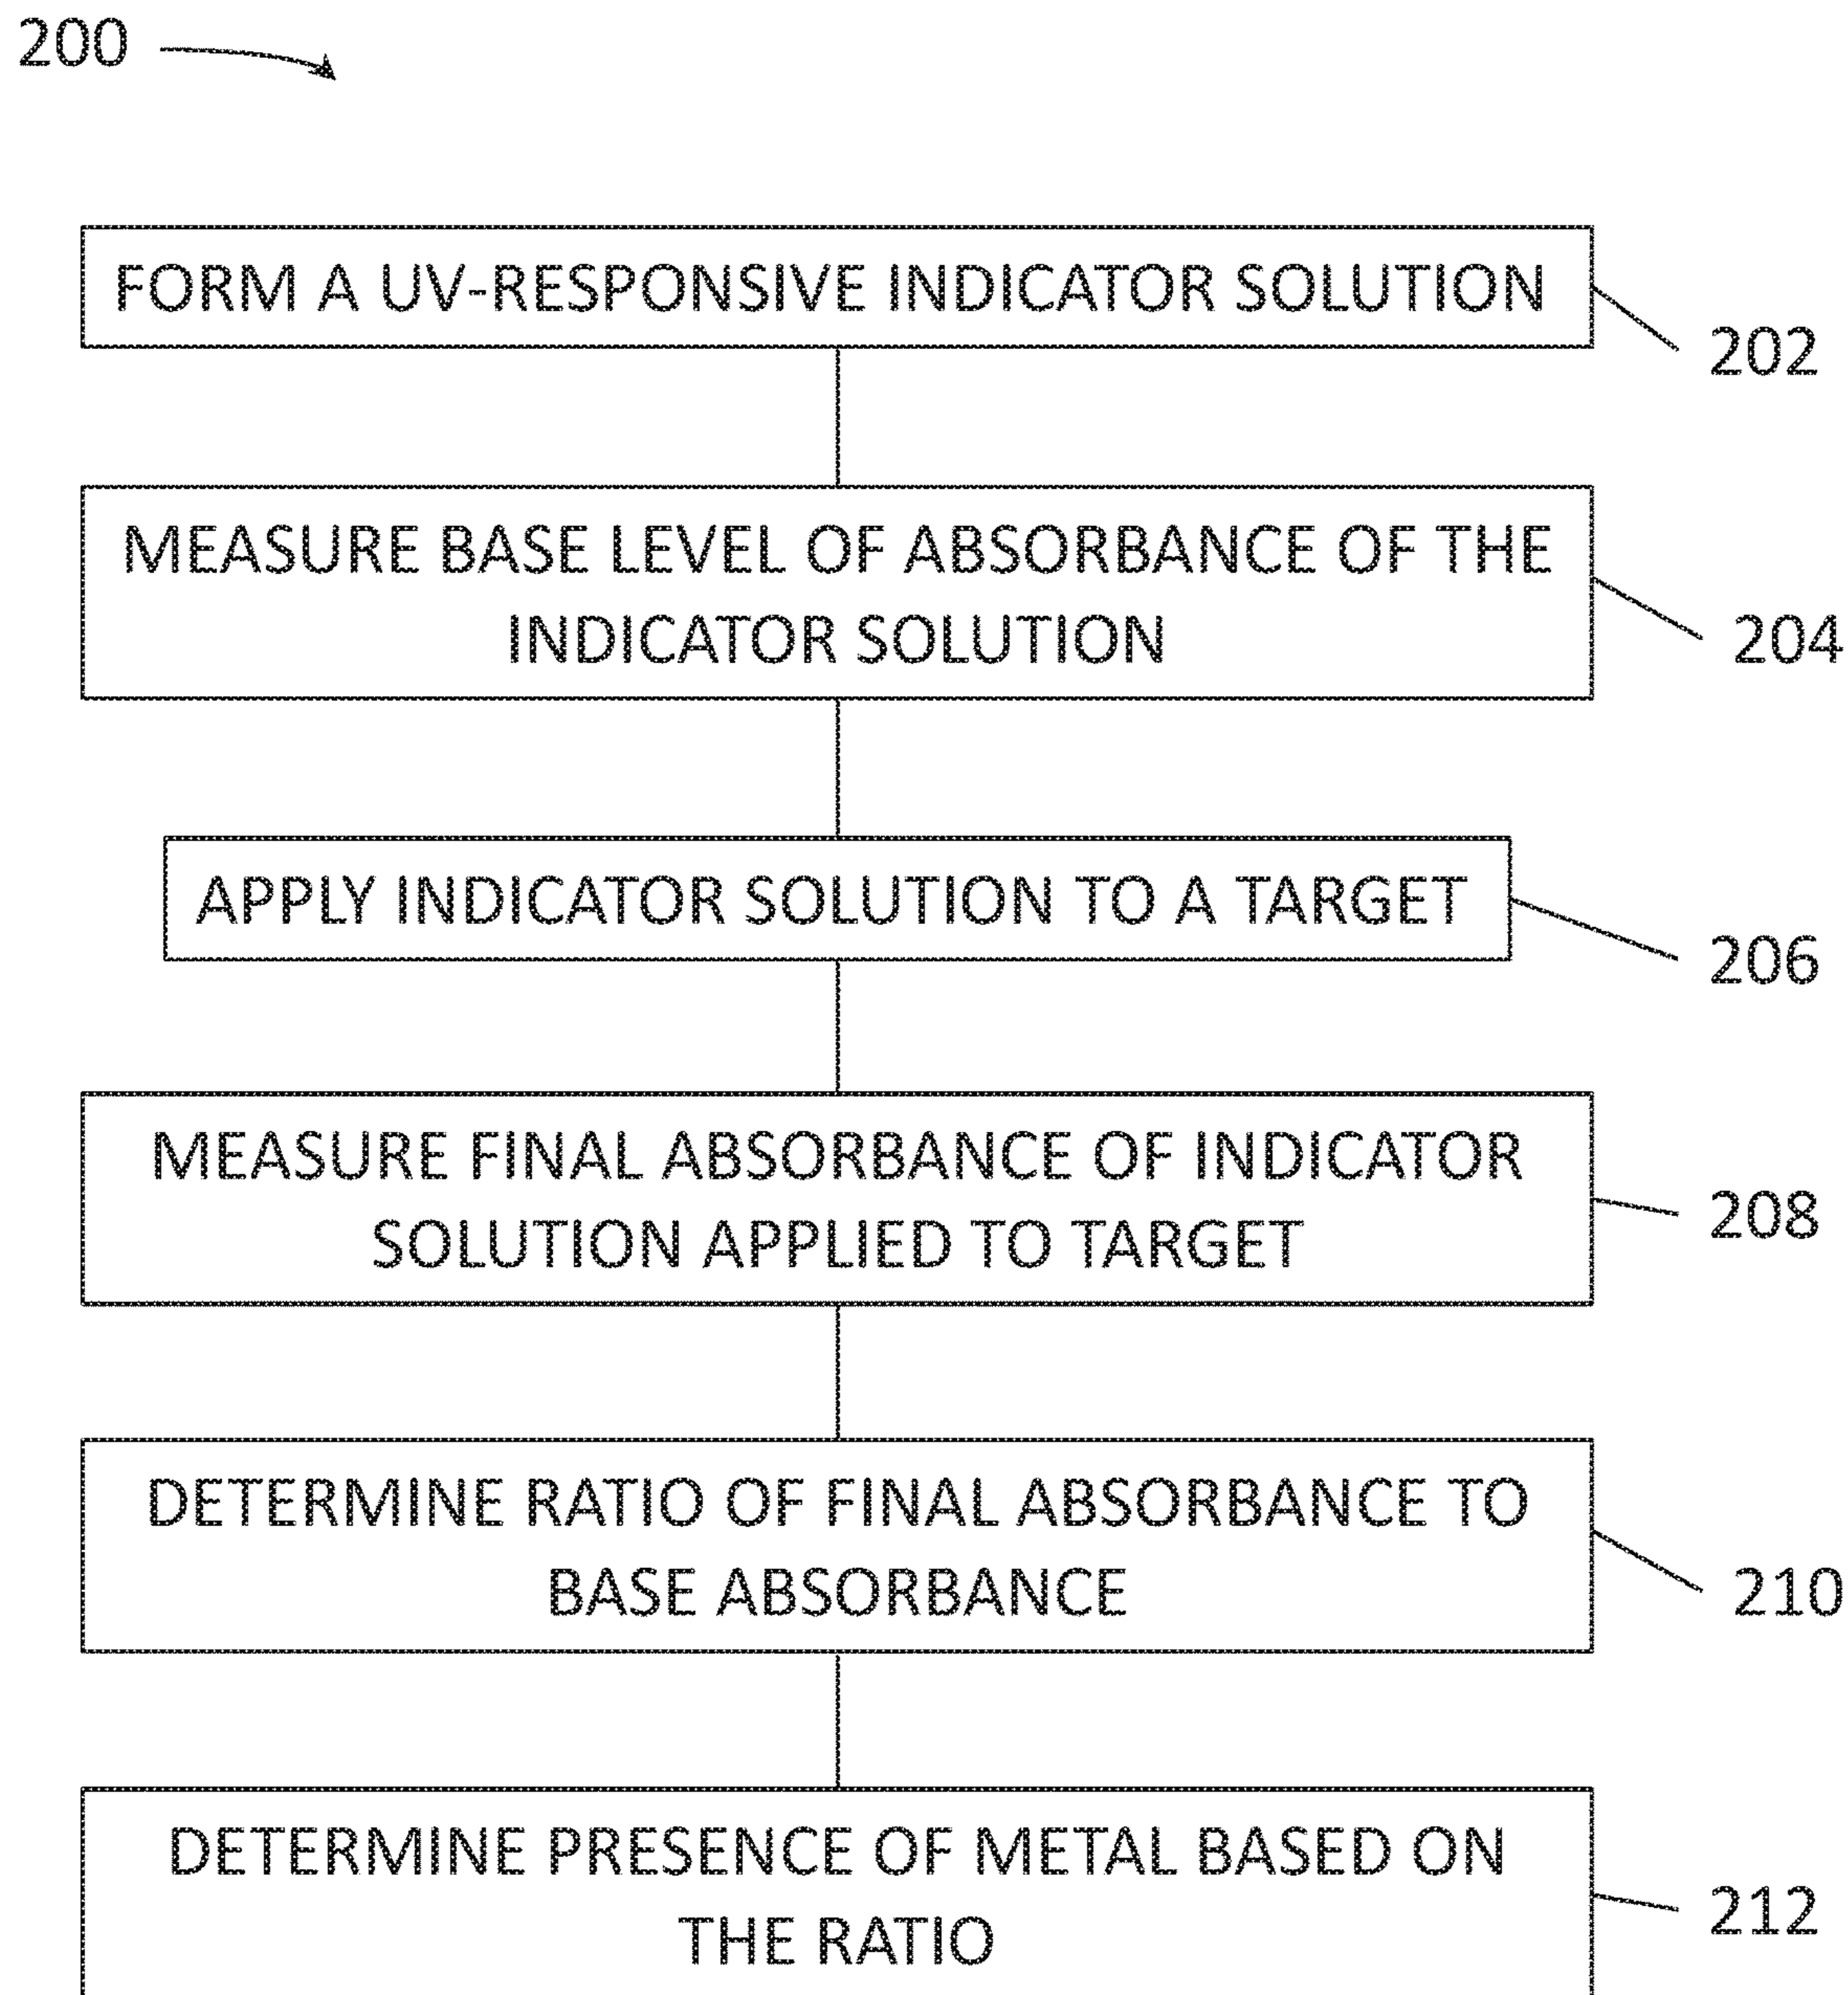 200
FORM A UV-RESPONSIVE INDICATOR SOLUTION
202
MEASURE BASE LEVEL OF ABSORBANCE OF THE
INDICATOR SOLUTION
204
APPLY INDICATOR SOLUTION TO A TARGET
206
MEASURE FINAL ABSORBANCE OF INDICATOR
SOLUTION APPLIED TO TARGET
208
DETERMINE RATIO OF FINAL ABSORBANCE TO
BASE ABSORBANCE
210
DETERMINE PRESENCE OF METAL BASED ON
THE RATIO
212